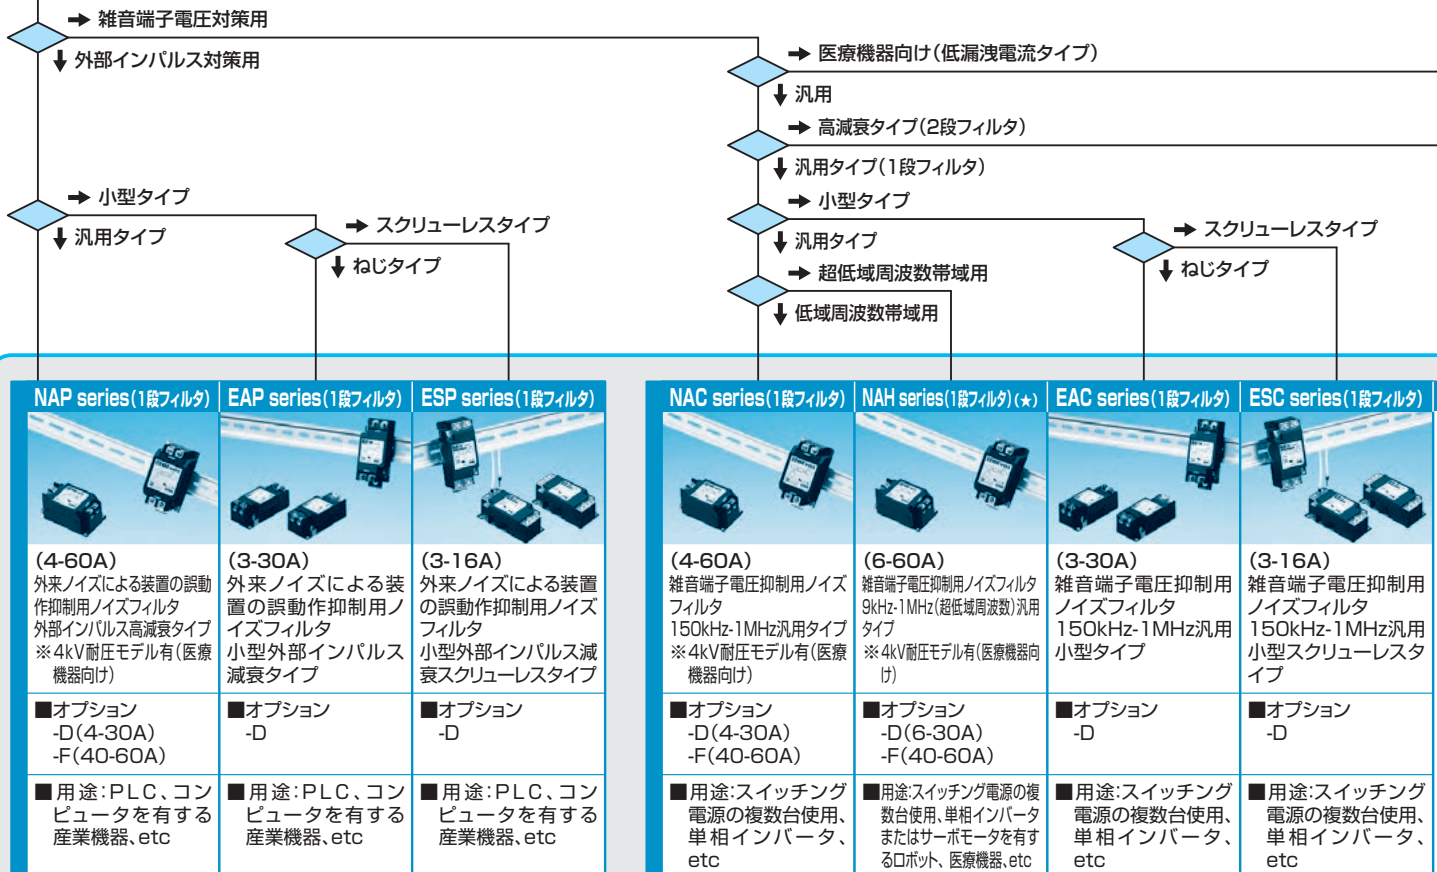 ➡ 雑音端子電圧対策用
⬇ 外部インパルス対策用
➡ 医療機器向け(低漏洩電流タイプ)
⬇ 汎用
➡ 高減衰タイプ(2段フィルタ)
⬇ 汎用タイプ(1段フィルタ)
➡ 小型タイプ
⬇ 汎用タイプ
➡ スクリューレスタイプ
⬇ ねじタイプ
➡ 小型タイプ
⬇ 汎用タイプ
➡ スクリューレスタイプ
⬇ ねじタイプ
➡ 超低域周波数帯域用
⬇ 低域周波数帯域用
NAP series(1段フィルタ)
(4-60A)
外来ノイズによる装置の誤動
作抑制用ノイズフィルタ
外部インパルス高減衰タイプ
※4kV耐圧モデル有(医療
機器向け)
■オプション
-D(4-30A)
-F(40-60A)
■用途:PLC、コン
ピュータを有する
産業機器、etc
EAP series(1段フィルタ)
(3-30A)
外来ノイズによる装
置の誤動作抑制用ノ
イズフィルタ
小型外部インパルス
減衰タイプ
■オプション
-D
■用途:PLC、コン
ピュータを有する
産業機器、etc
ESP series(1段フィルタ)
(3-16A)
外来ノイズによる装置
の誤動作抑制用ノイズ
フィルタ
小型外部インパルス減
衰スクリューレスタイプ
■オプション
-D
■用途:PLC、コン
ピュータを有する
産業機器、etc
NAC series(1段フィルタ)
(4-60A)
雑音端子電圧抑制用ノイズ
フィルタ
150kHz-1MHz汎用タイプ
※4kV耐圧モデル有(医療
機器向け)
■オプション
-D(4-30A)
-F(40-60A)
■用途:スイッチング
電源の複数台使用、
単相インバータ、
etc
NAH series(1段フィルタ)(★)
(6-60A)
雑音端子電圧抑制用ノイズフィルタ
9kHz-1MHz(超低域周波数)汎用
タイプ
※4kV耐圧モデル有(医療機器向
け)
■オプション
-D(6-30A)
-F(40-60A)
■用途:スイッチング電源の複
数台使用、単相インバータ
またはサーボモータを有す
るロボット、医療機器、etc
EAC series(1段フィルタ)
(3-30A)
雑音端子電圧抑制用
ノイズフィルタ
150kHz-1MHz汎用
小型タイプ
■オプション
-D
■用途:スイッチング
電源の複数台使用、
単相インバータ、
etc
ESC series(1段フィルタ)
(3-16A)
雑音端子電圧抑制用
ノイズフィルタ
150kHz-1MHz汎用
小型スクリューレスタ
イプ
■オプション
-D
■用途:スイッチング
電源の複数台使用、
単相インバータ、
etc